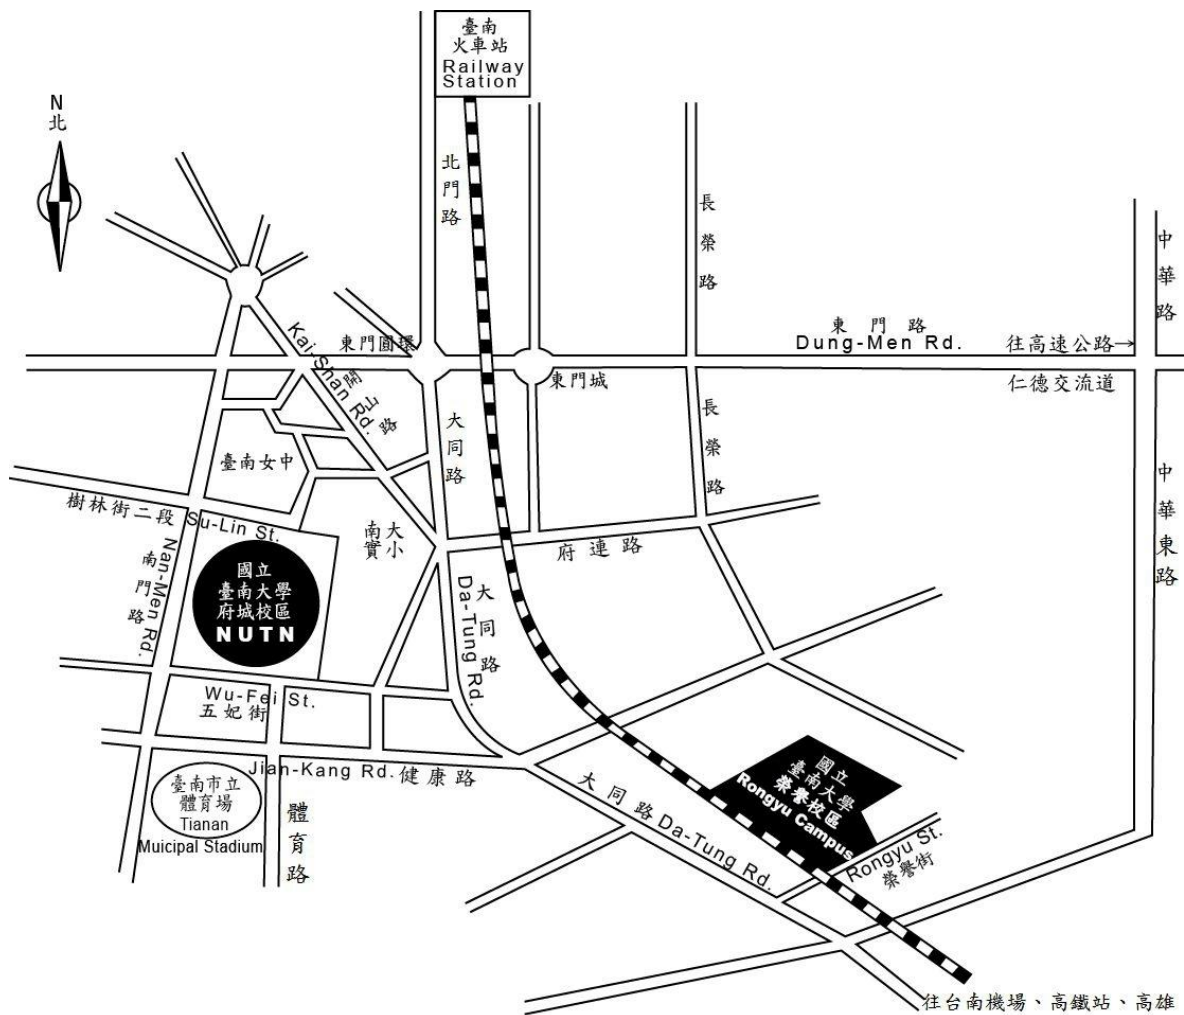 臺南
火車站
Railway
Station
N
北
北門路
長榮路
中華路
東門路
Dung-Men Rd.
往高速公路→
仁德交流道
東門圓環
東門城
Kai-Shan Rd.
開山路
大同路
長榮路
中華東路
臺南女中
樹林街二段
Su-Lin St.
南大
實小
府連路
Nan-Men Rd.
南門路
國立
臺南大學
府城校區
NUTN
Da-Tung Rd.
大同路
Wu-Fei St.
五妃街
Jian-Kang Rd. 健康路
臺南市立
體育場
Tianan
Muicipal Stadium
體育路
大同路 Da-Tung Rd.
國立
臺南大學
榮譽校區
Rongyu Campus
Rongyu St.
榮譽街
往台南機場、高鐵站、高雄